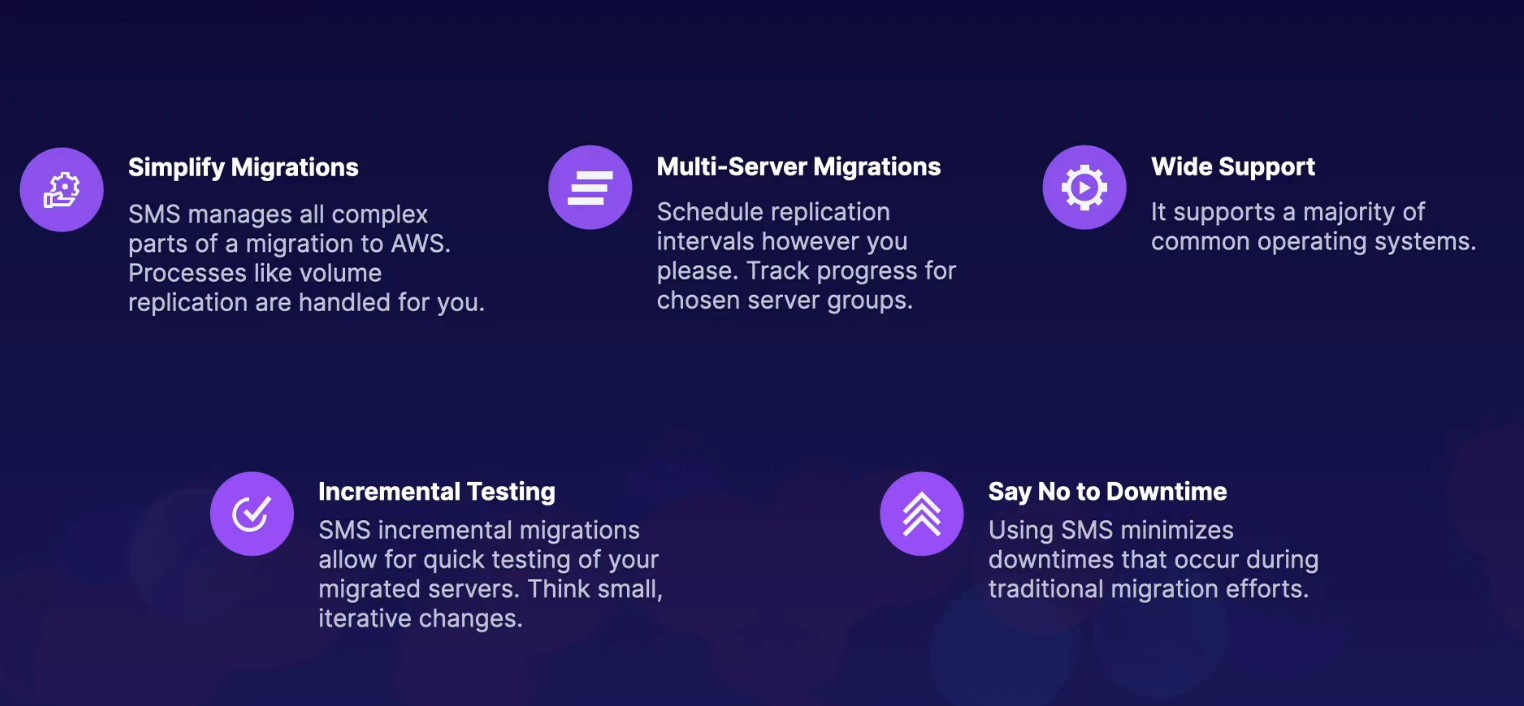 Simplify Migrations
SMS manages all complex
parts of a migration to AWS.
Processes like volume
replication are handled for you.
Multi-Server Migrations
Schedule replication
intervals however you
please. Track progress for
chosen server groups.
Wide Support
It supports a majority of
common operating systems.
Incremental Testing
SMS incremental migrations
allow for quick testing of your
migrated servers. Think small,
iterative changes.
Say No to Downtime
Using SMS minimizes
downtimes that occur during
traditional migration efforts.